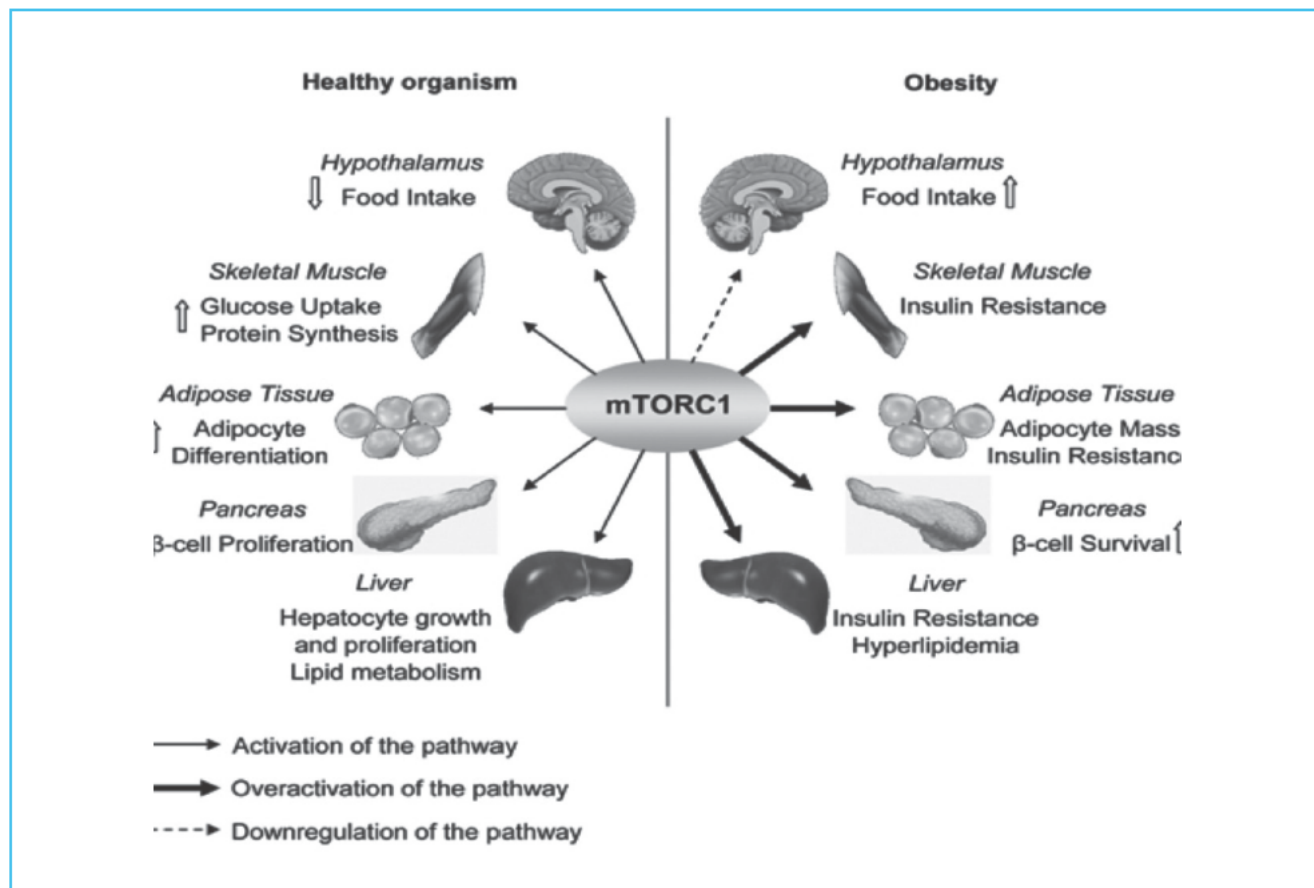 Healthy organism
Obesity
Hypothalamus
Food Intake
Skeletal Muscle
Glucose Uptake
Protein Synthesis
Adipose Tissue
Adipocyte
Differentiation
Pancreas
β-cell Proliferation
Liver
Hepatocyte growth
and proliferation
Lipid metabolism
mTORC1
Hypothalamus
Food Intake
Skeletal Muscle
Insulin Resistance
Adipose Tissue
Adipocyte Mass
Insulin Resistanc
Pancreas
β-cell Survival
Liver
Insulin Resistance
Hyperlipidemia
Activation of the pathway
Overactivation of the pathway
Downregulation of the pathway